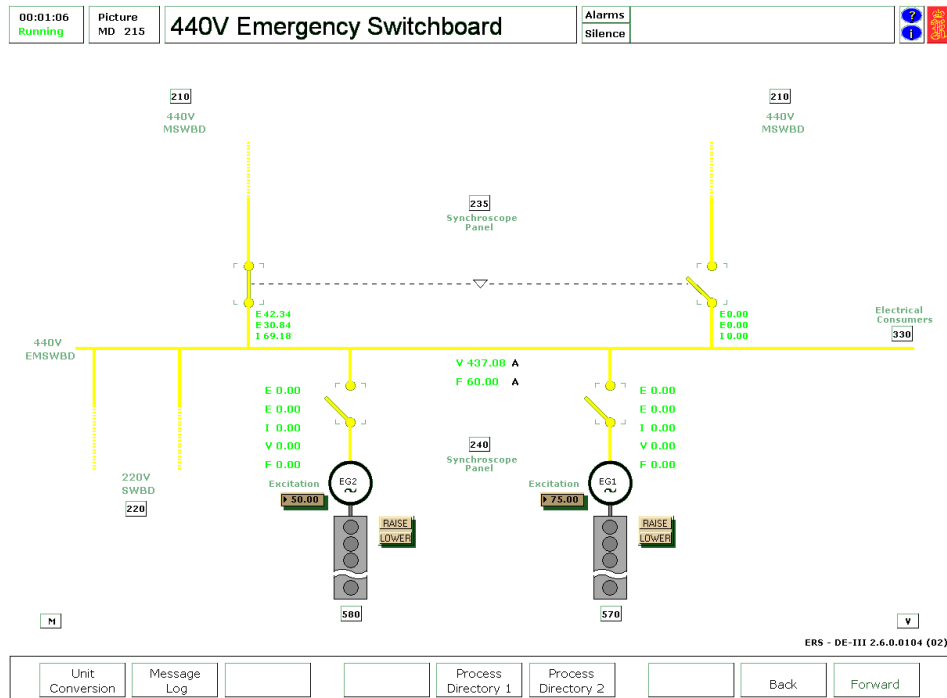 00:01:06
Running
Picture
MD 215
440V Emergency Switchboard
Alarms
Silence
?
i
210
440V
MSWBD
210
440V
MSWBD
235
Synchroscope
Panel
E 42.34
E 30.84
I 69.18
E 0.00
E 0.00
I 0.00
Electrical
Consumers
330
440V
EMSWBD
V 437.08 A
F 60.00 A
E 0.00
E 0.00
I 0.00
V 0.00
F 0.00
E 0.00
E 0.00
I 0.00
V 0.00
F 0.00
240
Synchroscope
Panel
220V
SWBD
220
Excitation
50.00
EG2
Excitation
75.00
EG1
RAISE
LOWER
RAISE
LOWER
580
570
M
V
ERS - DE-III 2.6.0.0104 (02)
Unit
Conversion
Message
Log
Process
Directory 1
Process
Directory 2
Back
Forward